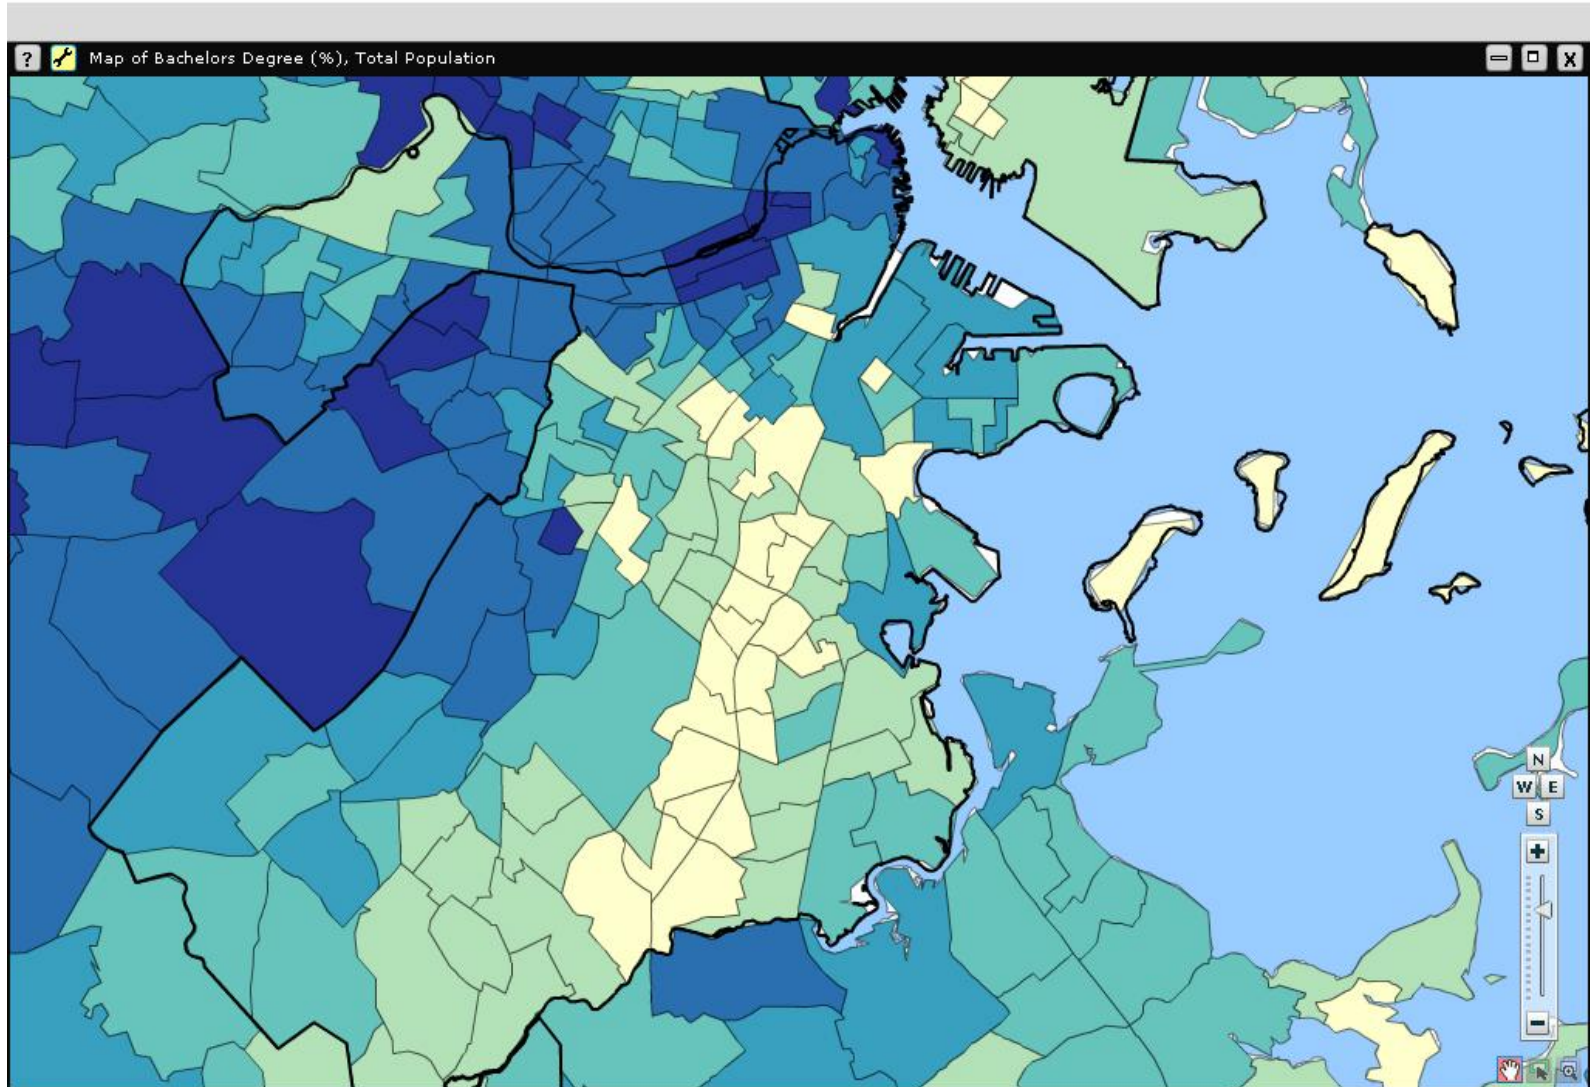 ? Map of Bachelors Degree (%), Total Population X
N
W E
S